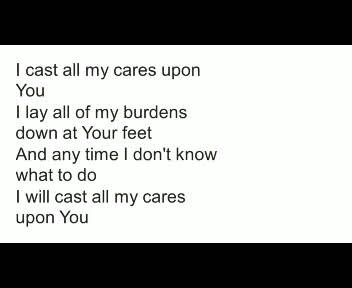 I cast all my cares upon
You
I lay all of my burdens
down at Your feet
And any time I don't know
what to do
I will cast all my cares
upon You